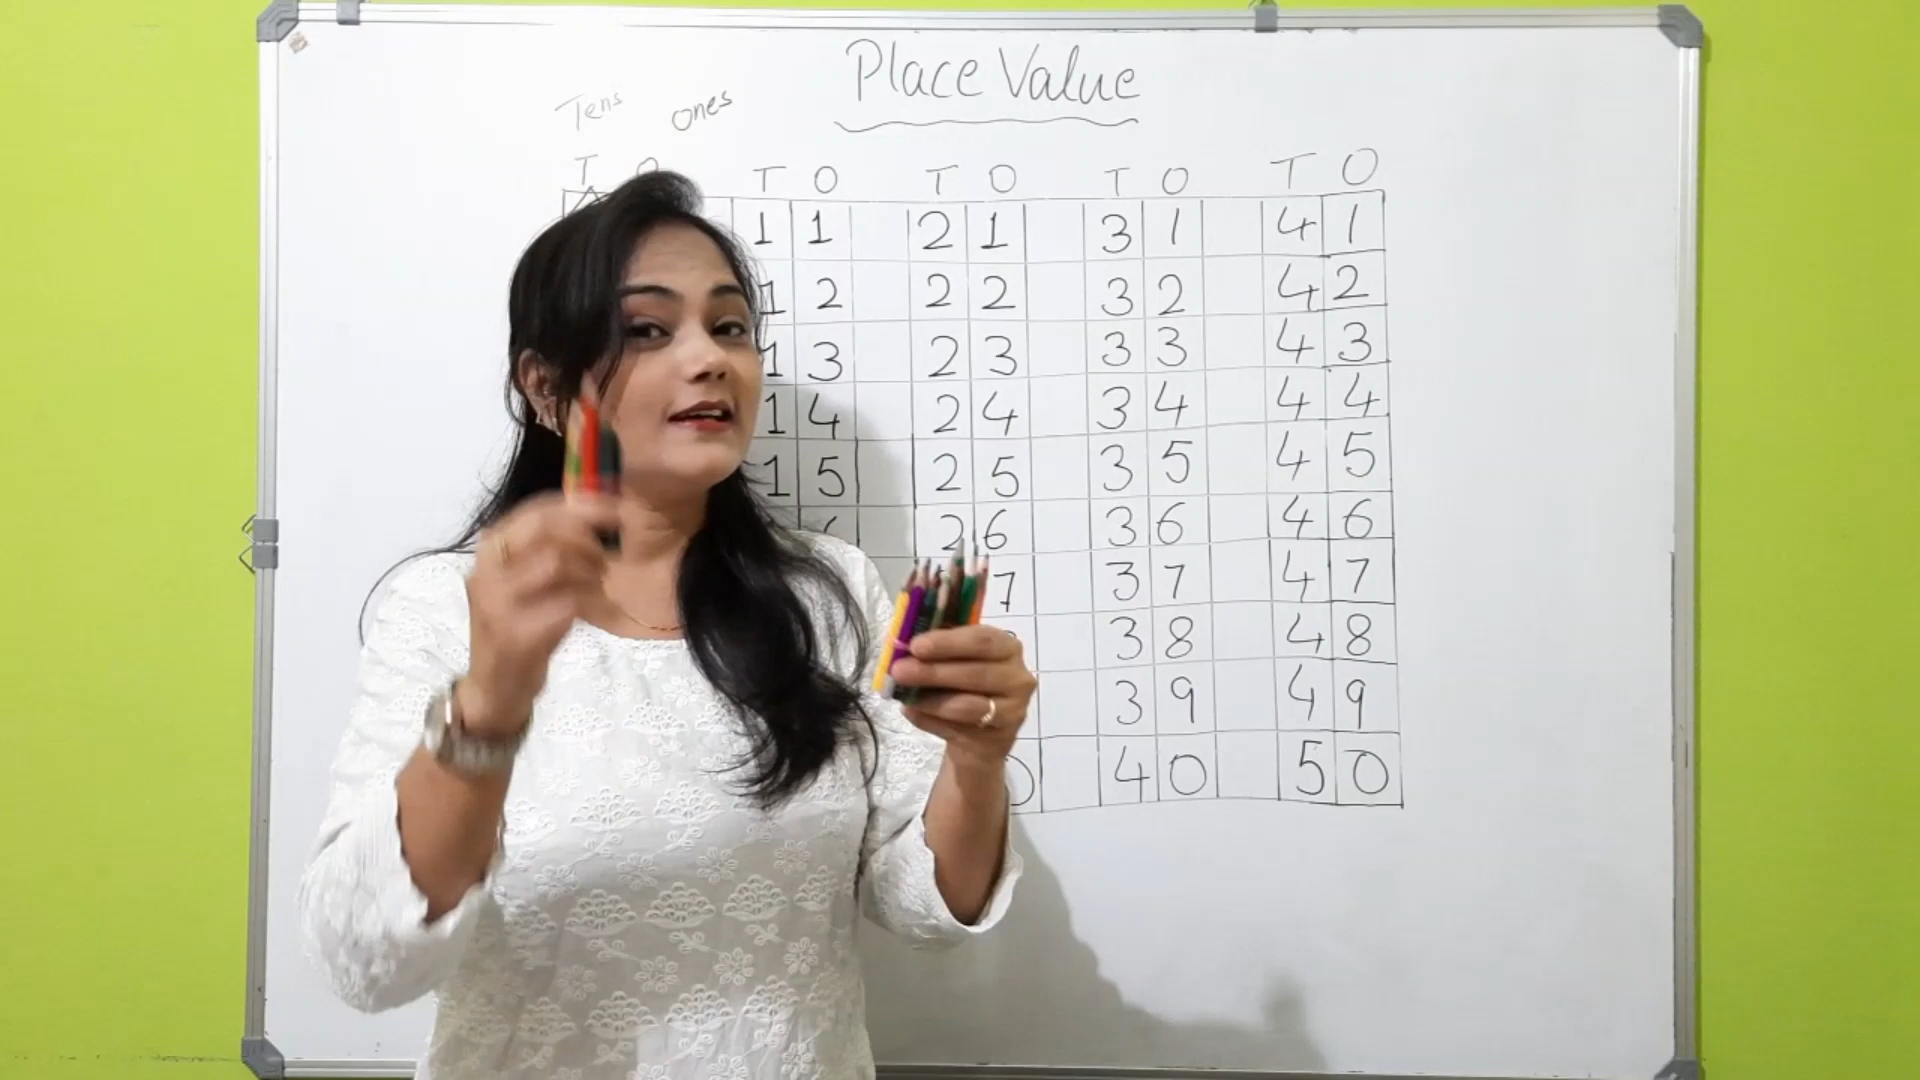 Place Value
Tens ones
T O T O T O T O T O
1 1 2 1 3 1 4 1
1 2 2 2 3 2 4 2
1 3 2 3 3 3 4 3
1 4 2 4 3 4 4 4
1 5 2 5 3 5 4 5
2 6 3 6 4 6
7 3 7 4 7
3 8 4 8
3 9 4 9
0 4 0 5 0